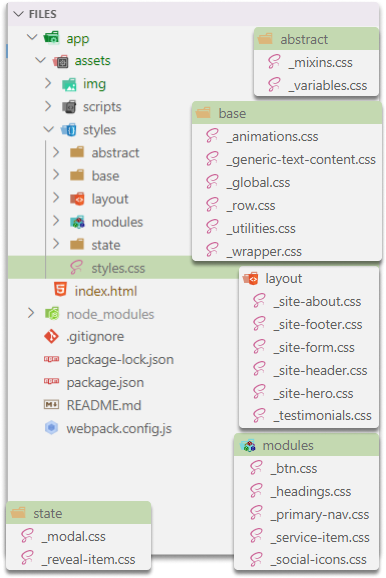 FILES
app
assets
img
scripts
styles
abstract
base
layout
modules
state
styles.css
index.html
node_modules
.gitignore
package-lock.json
package.json
README.md
webpack.config.js
abstract
_mixins.css
_variables.css
base
_animations.css
_generic-text-content.css
_global.css
_row.css
_utilities.css
_wrapper.css
layout
_site-about.css
_site-footer.css
_site-form.css
_site-header.css
_site-hero.css
_testimonials.css
modules
_btn.css
_headings.css
_primary-nav.css
_service-item.css
_social-icons.css
state
_modal.css
_reveal-item.css